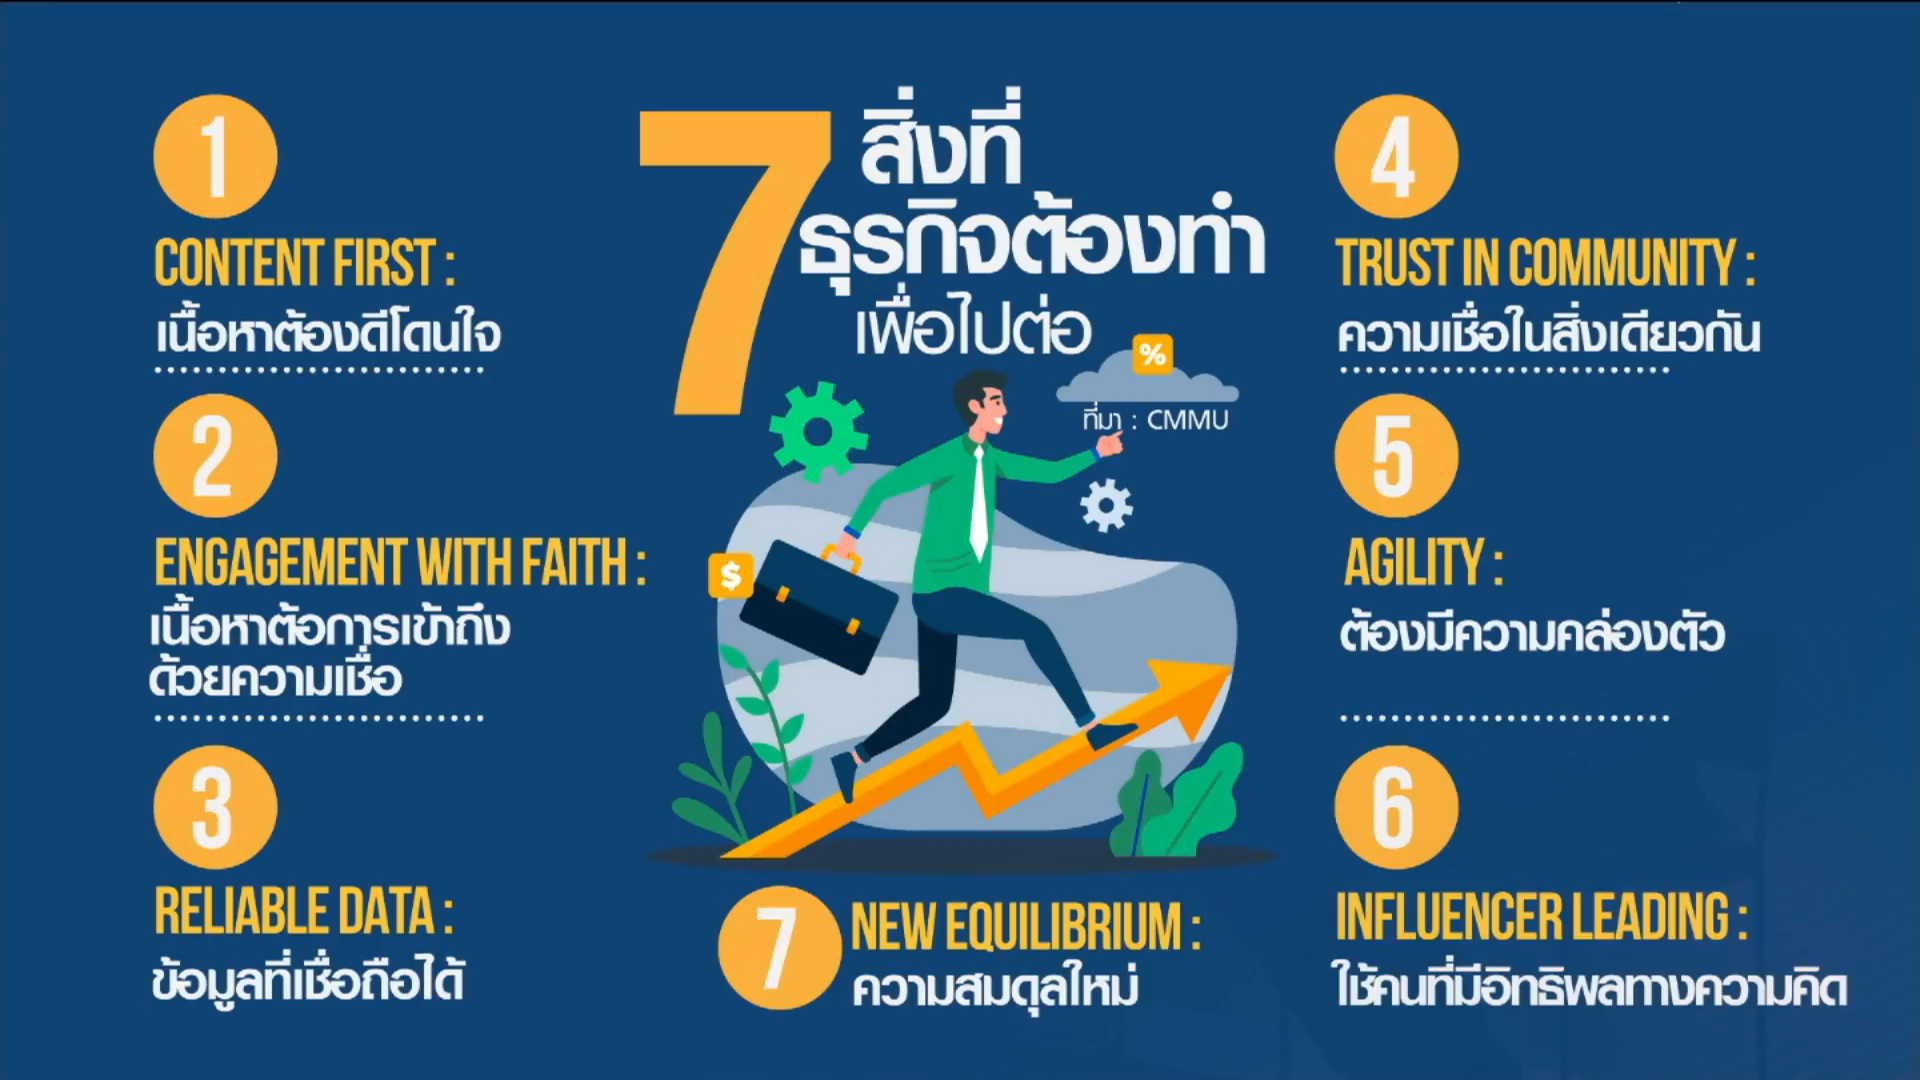 7 สิ่งที่
ธุรกิจต้องทำ
เพื่อไปต่อ
%
ที่มา : CMMU
$
1
CONTENT FIRST :
เนื้อหาต้องดีโดนใจ
2
ENGAGEMENT WITH FAITH :
เนื้อหาต้อการเข้าถึง
ด้วยความเชื่อ
3
RELIABLE DATA :
ข้อมูลที่เชื่อถือได้
4
TRUST IN COMMUNITY :
ความเชื่อในสิ่งเดียวกัน
5
AGILITY :
ต้องมีความคล่องตัว
6
INFLUENCER LEADING :
ใช้คนที่มีอิทธิพลทางความคิด
7
NEW EQUILIBRIUM :
ความสมดุลใหม่